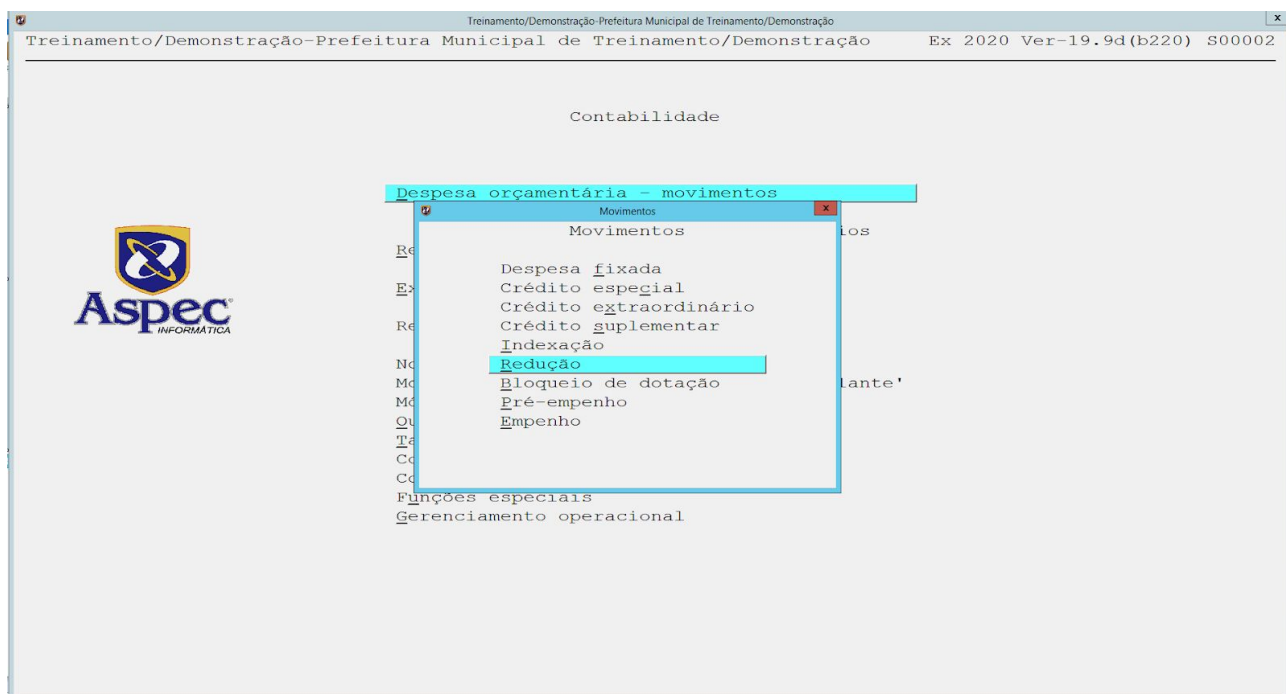 Treinamento/Demonstração-Prefeitura Municipal de Treinamento/Demonstração
x
Treinamento/Demonstração-Prefeitura Municipal de Treinamento/Demonstração Ex 2020 Ver-19.9d(b220) S00002
Contabilidade
Despesa orçamentária - movimentos
Movimentos
x
Movimentos
Despesa fixada
Crédito especial
Crédito extraordinário
Crédito suplementar
Indexação
Redução
Bloqueio de dotação
Pré-empenho
Empenho
Funções especiais
Gerenciamento operacional
Aspec
INFORMÁTICA